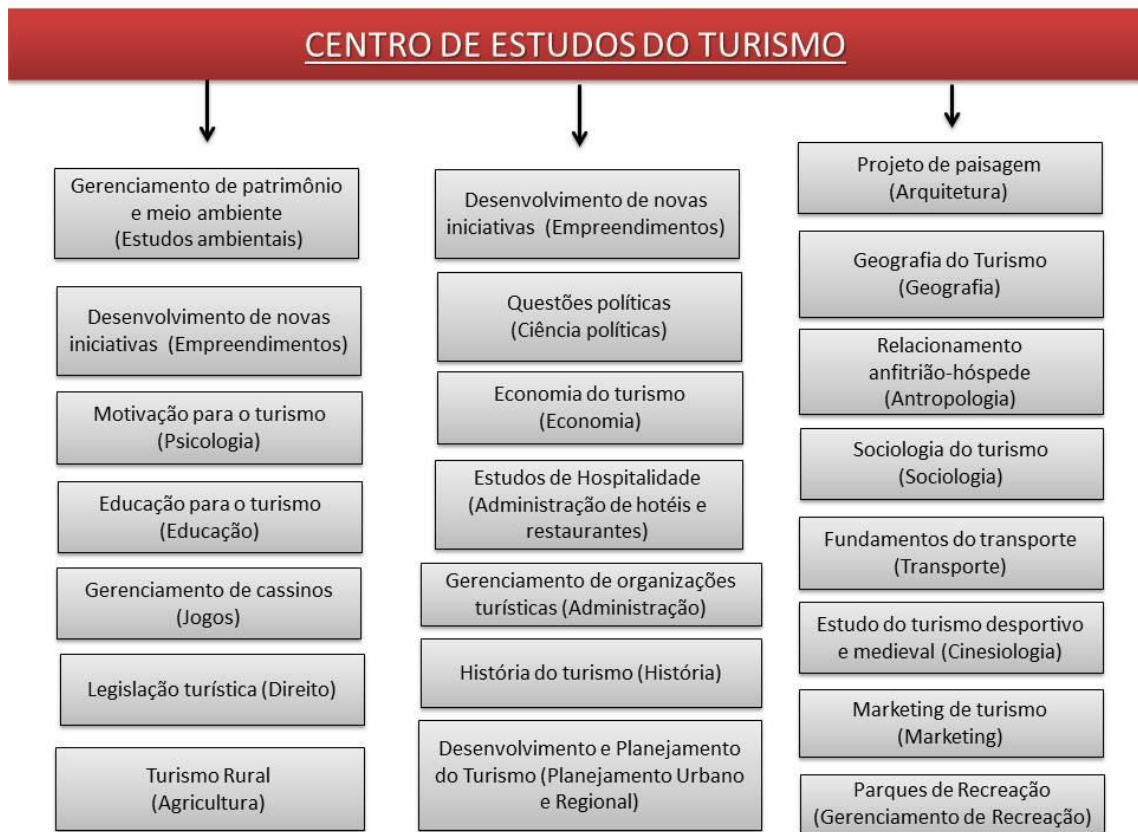 CENTRO DE ESTUDOS DO TURISMO
Gerenciamento de patrimônio
e meio ambiente
(Estudos ambientais)
Desenvolvimento de novas
iniciativas (Empreendimentos)
Motivação para o turismo
(Psicologia)
Educação para o turismo
(Educação)
Gerenciamento de cassinos
(Jogos)
Legislação turística (Direito)
Turismo Rural
(Agricultura)
Desenvolvimento de novas
iniciativas (Empreendimentos)
Questões políticas
(Ciência políticas)
Economia do turismo
(Economia)
Estudos de Hospitalidade
(Administração de hotéis e
restaurantes)
Gerenciamento de organizações
turísticas (Administração)
História do turismo (História)
Desenvolvimento e Planejamento
do Turismo (Planejamento Urbano
e Regional)
Projeto de paisagem
(Arquitetura)
Geografia do Turismo
(Geografia)
Relacionamento
anfitrião-hóspede
(Antropologia)
Sociologia do turismo
(Sociologia)
Fundamentos do transporte
(Transporte)
Estudo do turismo desportivo
e medieval (Cinesiologia)
Marketing de turismo
(Marketing)
Parques de Recreação
(Gerenciamento de Recreação)